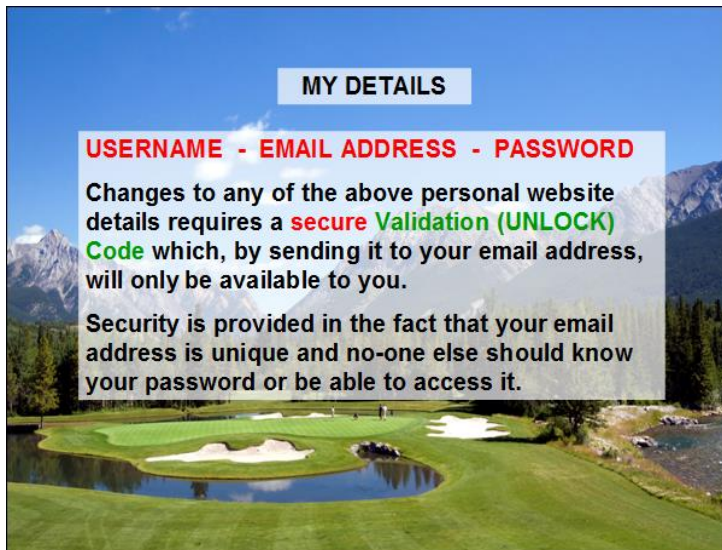 MY DETAILS
USERNAME - EMAIL ADDRESS - PASSWORD
Changes to any of the above personal website
details requires a secure Validation (UNLOCK)
Code which, by sending it to your email address,
will only be available to you.
Security is provided in the fact that your email
address is unique and no-one else should know
your password or be able to access it.